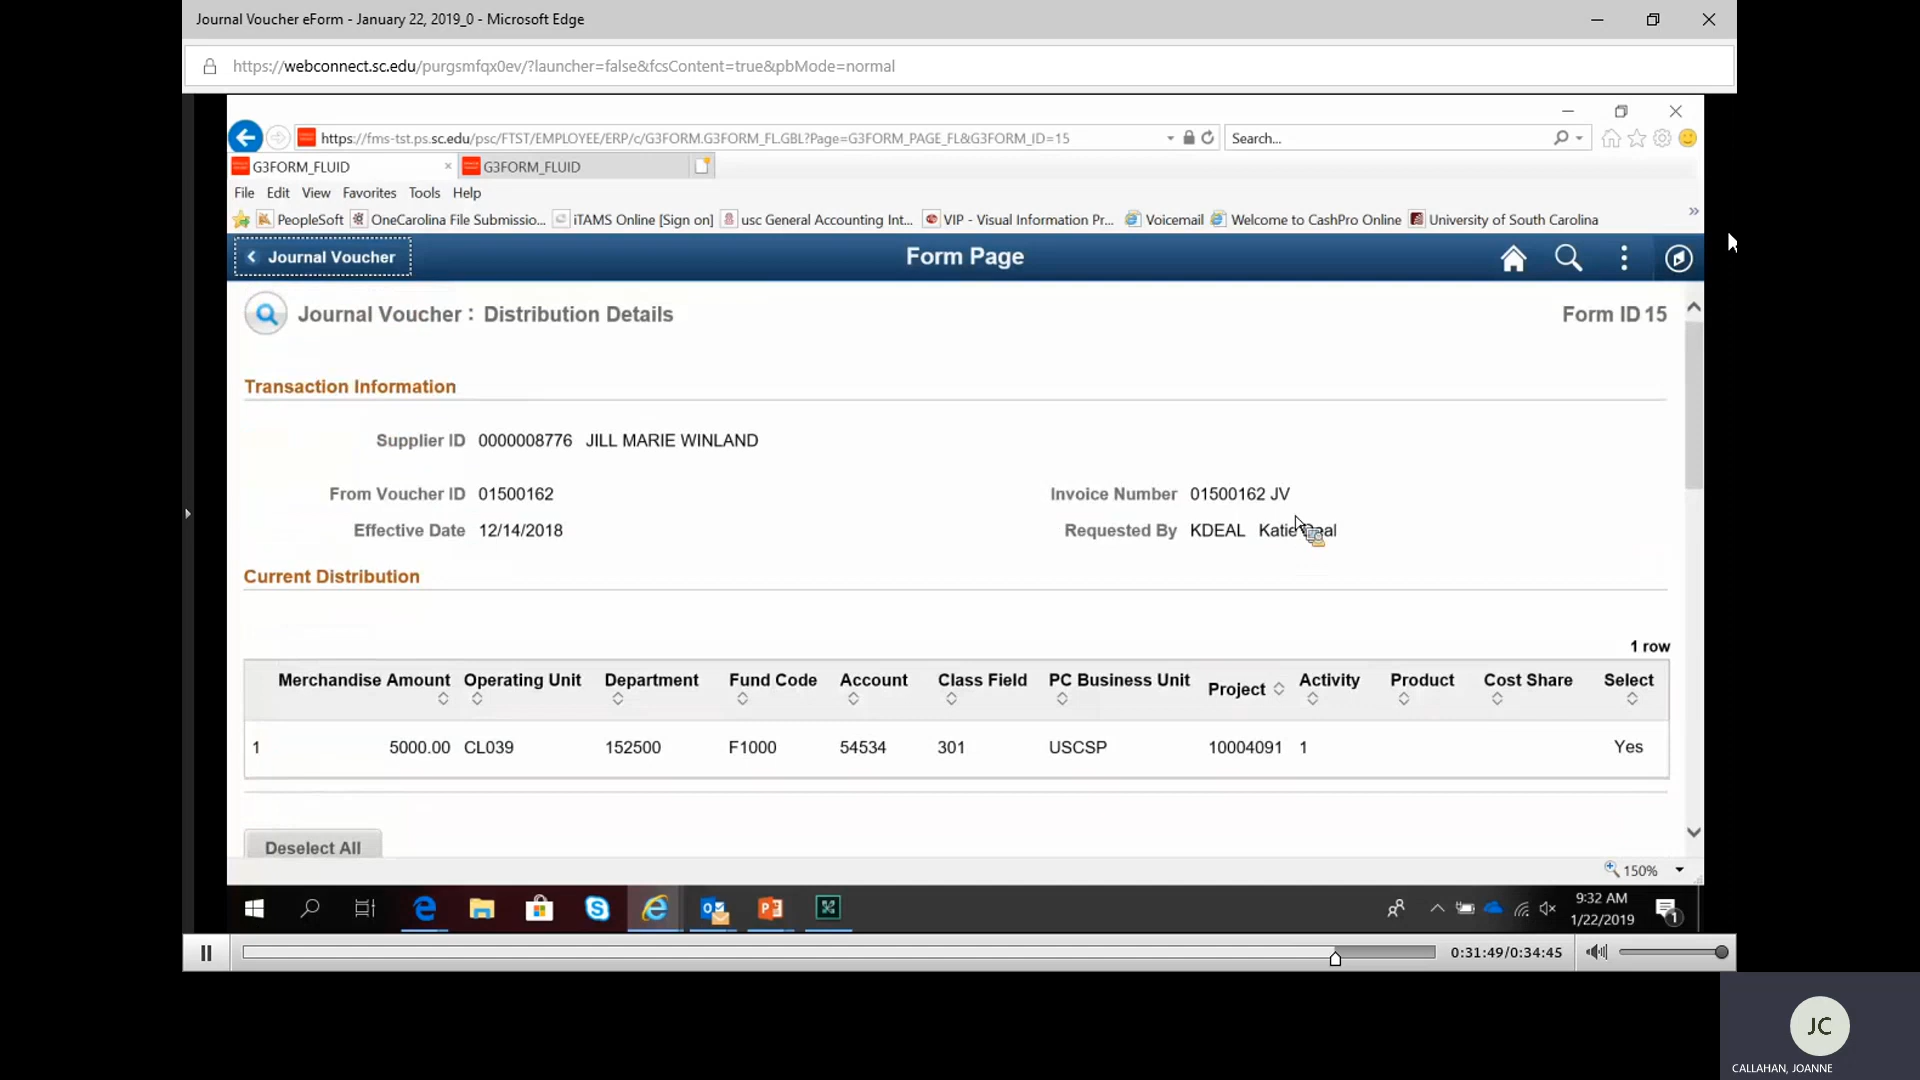 Journal Voucher eForm - January 22, 2019_0 - Microsoft Edge
https://webconnect.sc.edu/purgsmfqx0ev/?launcher=false&fcsContent=true&pbMode=normal
https://fms-tst.ps.sc.edu/psc/FTST/EMPLOYEE/ERP/c/G3FORM.G3FORM_FL.GBL?Page=G3FORM_PAGE_FL&G3FORM_ID=15 Search...
G3FORM_FLUID G3FORM_FLUID
File Edit View Favorites Tools Help
PeopleSoft OneCarolina File Submissio... iTAMS Online [Sign on] usc General Accounting Int... VIP - Visual Information Pr... Voicemail Welcome to CashPro Online University of South Carolina
Journal Voucher Form Page
Journal Voucher : Distribution Details Form ID 15
Transaction Information
Supplier ID 0000008776 JILL MARIE WINLAND
From Voucher ID 01500162 Invoice Number 01500162 JV
Effective Date 12/14/2018 Requested By KDEAL Katie
Current Distribution
1 row
Merchandise Amount Operating Unit Department Fund Code Account Class Field PC Business Unit Project Activity Product Cost Share Select
1 5000.00 CL039 152500 F1000 54534 301 USCSP 10004091 1 Yes
Deselect All
150%
9:32 AM
1/22/2019
1
0:31:49/0:34:45
JC
CALLAHAN, JOANNE